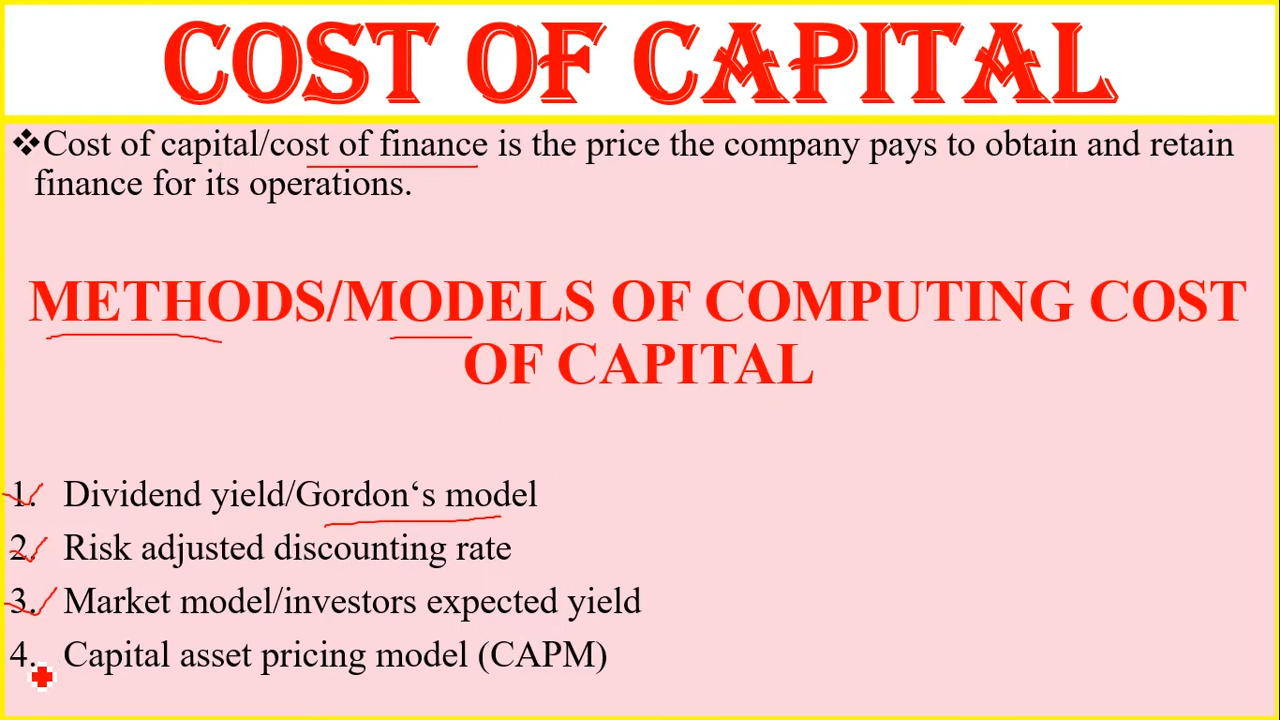 COST OF CAPITAL
❖Cost of capital/cost of finance is the price the company pays to obtain and retain
finance for its operations.
METHODS/MODELS OF COMPUTING COST
OF CAPITAL
1. Dividend yield/Gordon‘s model
2. Risk adjusted discounting rate
3. Market model/investors expected yield
4. Capital asset pricing model (CAPM)